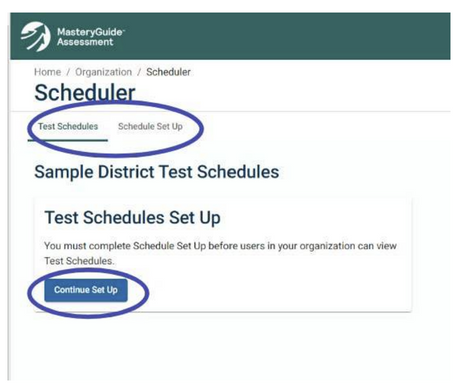 MasteryGuide™
Assessment
Home / Organization / Scheduler
Scheduler
Test Schedules Schedule Set Up
Sample District Test Schedules
Test Schedules Set Up
You must complete Schedule Set Up before users in your organization can view
Test Schedules.
Continue Set Up